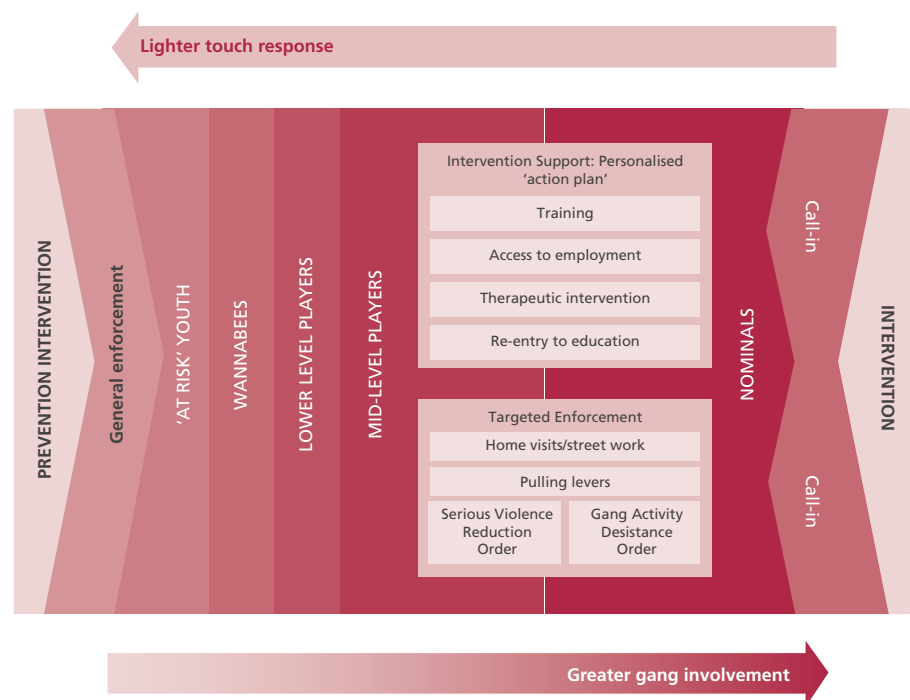 Lighter touch response
PREVENTION INTERVENTION
General enforcement
‘AT RISK’ YOUTH
WANNABEES
LOWER LEVEL PLAYERS
MID-LEVEL PLAYERS
Intervention Support: Personalised
‘action plan’
Training
Access to employment
Therapeutic intervention
Re-entry to education
Targeted Enforcement
Home visits/street work
Pulling levers
Serious Violence
Reduction
Order
Gang Activity
Desistance
Order
NOMINALS
Call-in
Call-in
INTERVENTION
Greater gang involvement